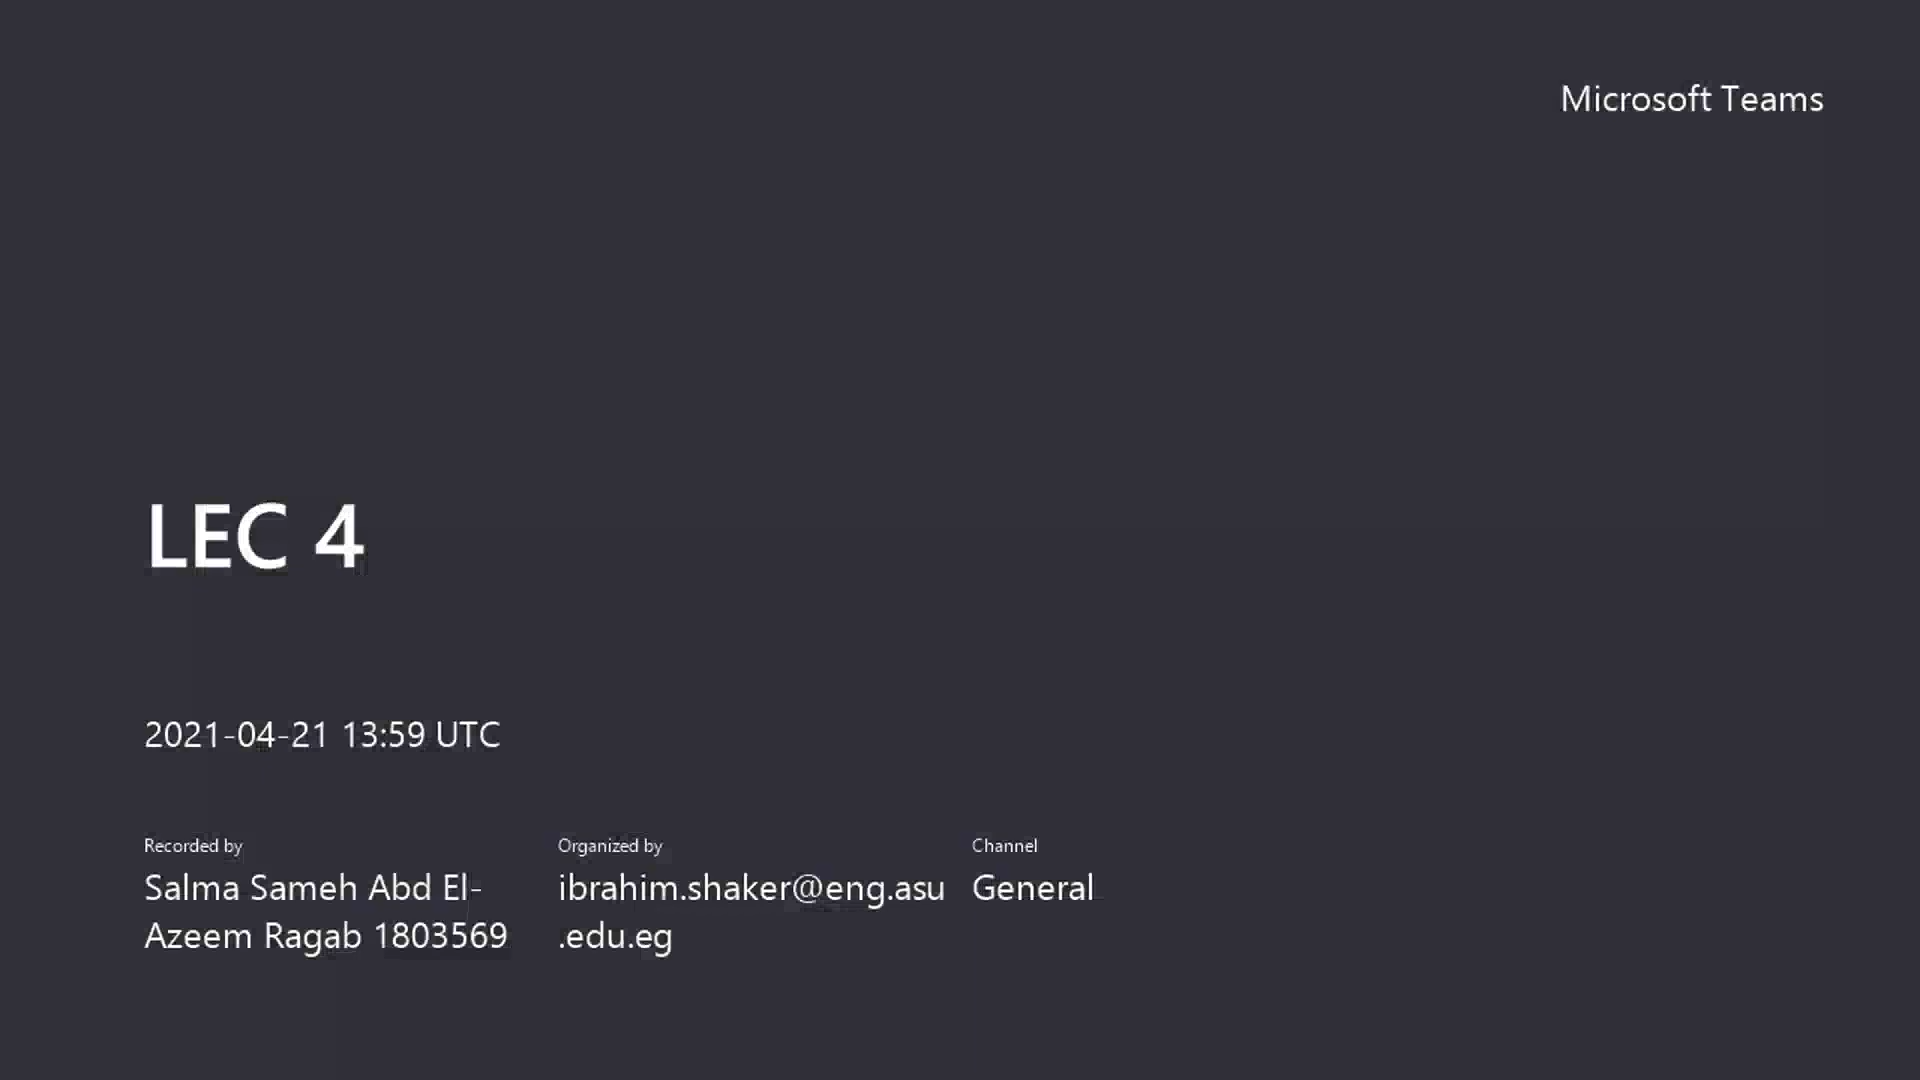 Microsoft Teams
LEC 4
2021-04-21 13:59 UTC
Recorded by
Salma Sameh Abd El-
Azeem Ragab 1803569
Organized by
ibrahim.shaker@eng.asu
.edu.eg
Channel
General